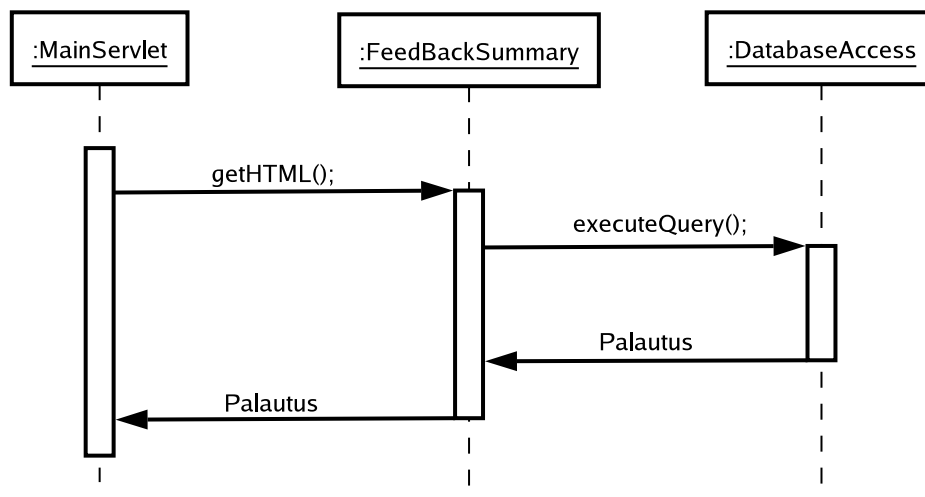 :MainServlet
:FeedBackSummary
:DatabaseAccess
getHTML();
executeQuery();
Palautus
Palautus